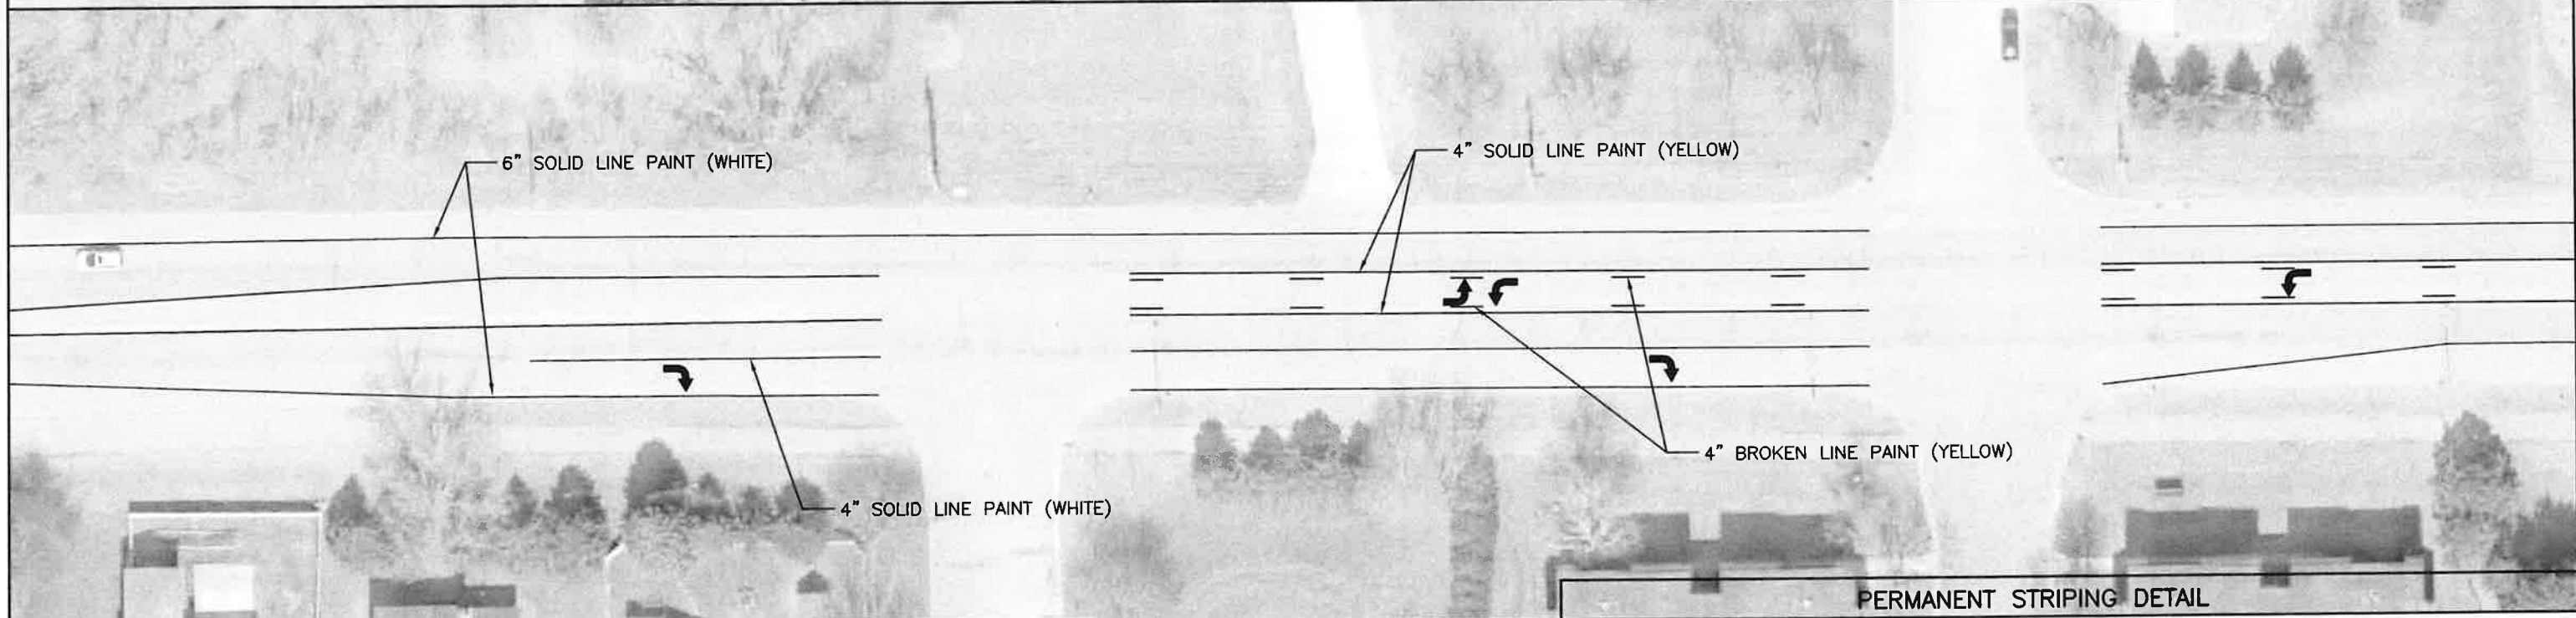 6" SOLID LINE PAINT (WHITE)
4" SOLID LINE PAINT (YELLOW)
4" BROKEN LINE PAINT (YELLOW)
4" SOLID LINE PAINT (WHITE)
PERMANENT STRIPING DETAIL